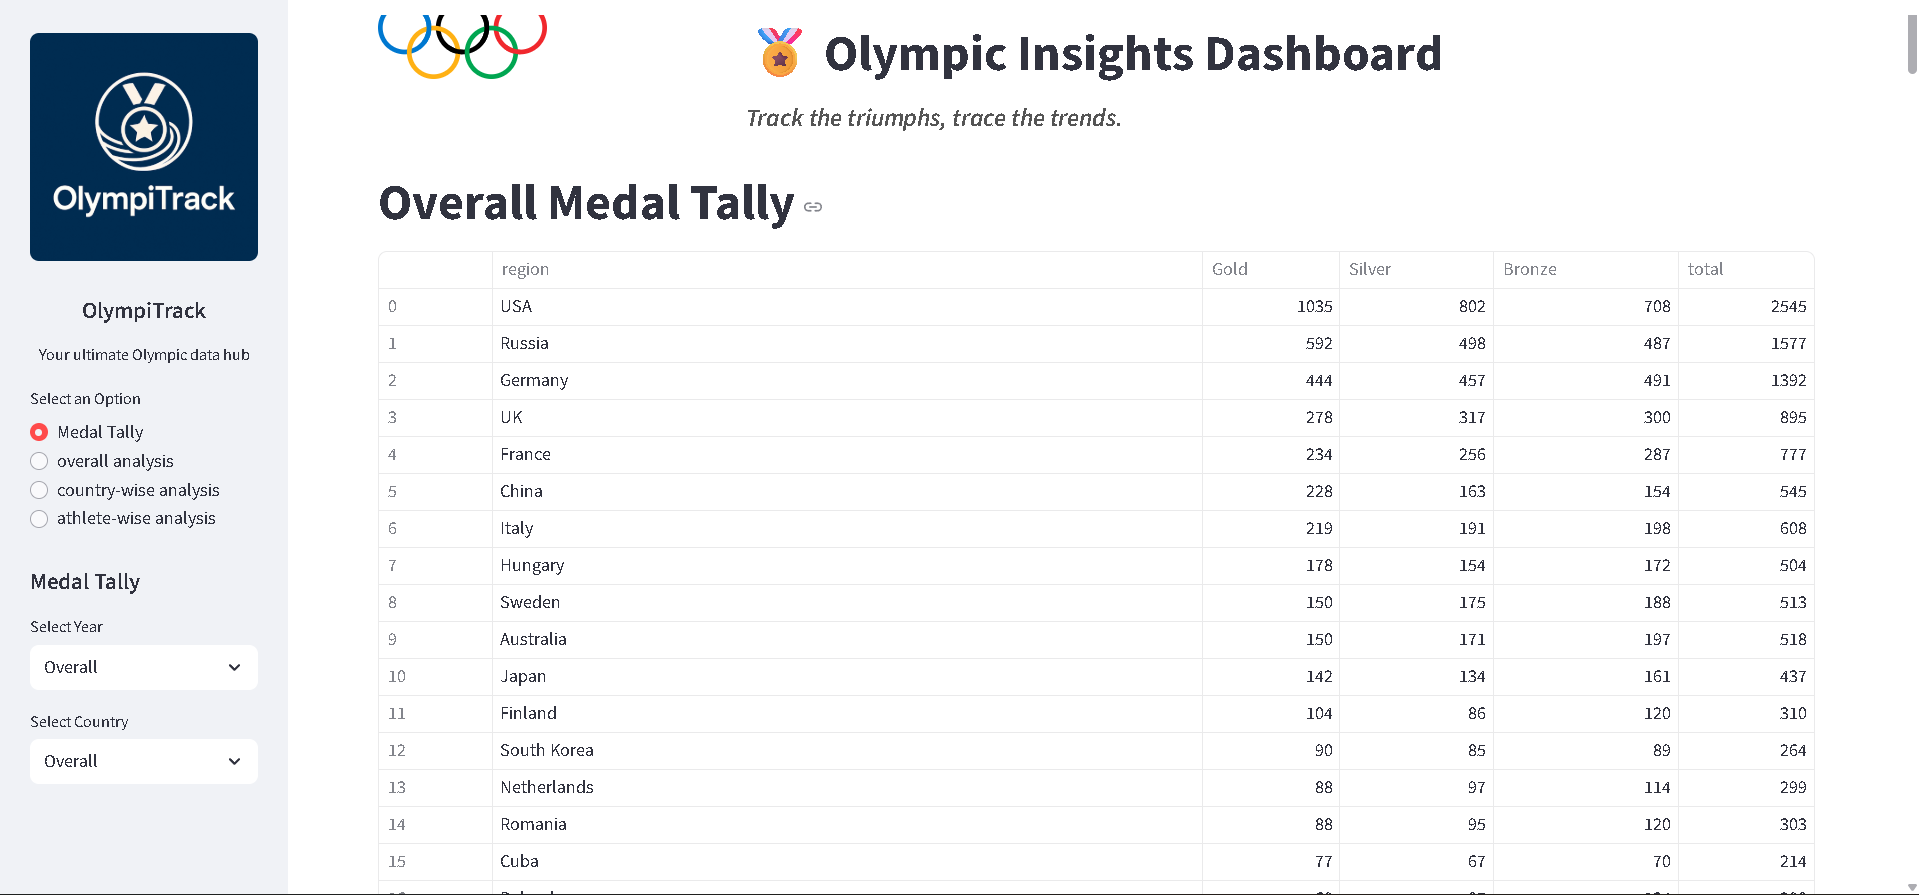 OlympiTrack
OlympiTrack
Your ultimate Olympic data hub
Select an Option
Medal Tally
overall analysis
country-wise analysis
athlete-wise analysis
Medal Tally
Select Year
Overall
Select Country
Overall
Olympic Insights Dashboard
Track the triumphs, trace the trends.
Overall Medal Tally
region Gold Silver Bronze total
0 USA 1035 802 708 2545
1 Russia 592 498 487 1577
2 Germany 444 457 491 1392
3 UK 278 317 300 895
4 France 234 256 287 777
5 China 228 163 154 545
6 Italy 219 191 198 608
7 Hungary 178 154 172 504
8 Sweden 150 175 188 513
9 Australia 150 171 197 518
10 Japan 142 134 161 437
11 Finland 104 86 120 310
12 South Korea 90 85 89 264
13 Netherlands 88 97 114 299
14 Romania 88 95 120 303
15 Cuba 77 67 70 214